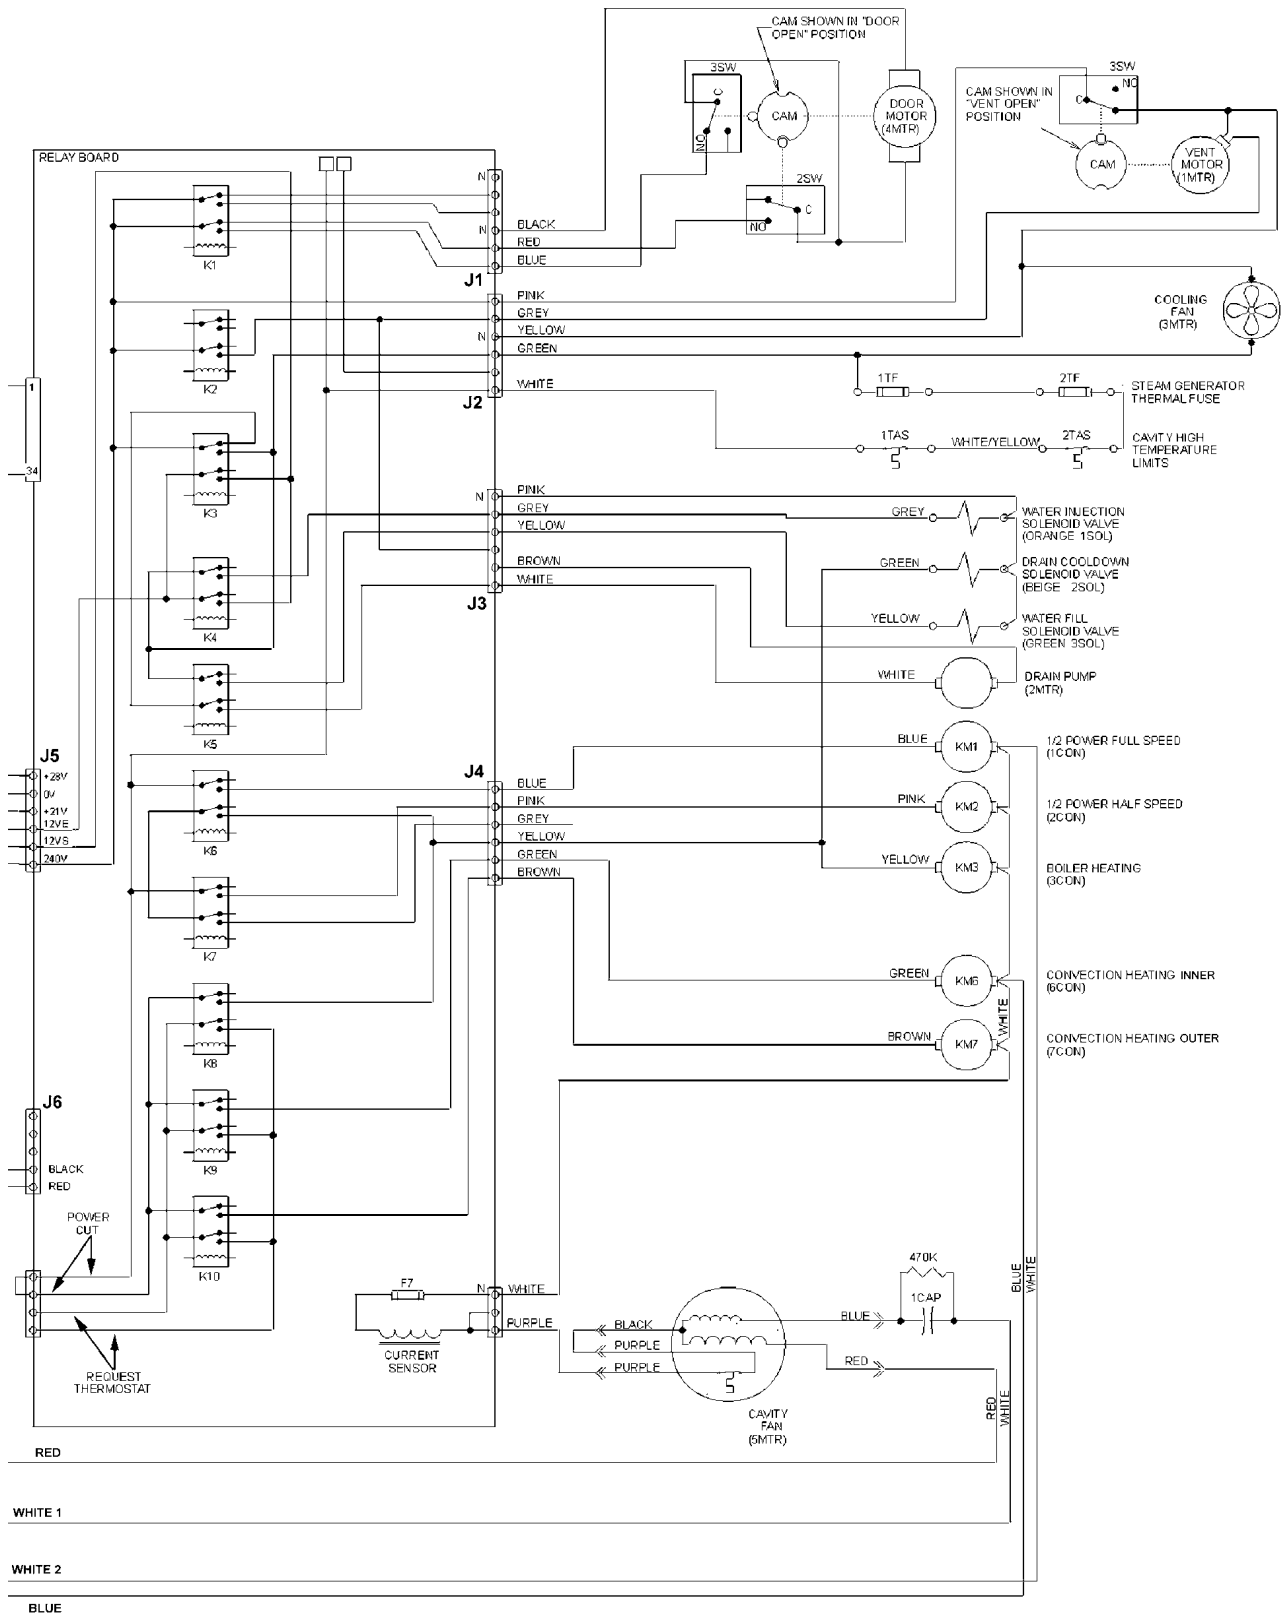 CAM SHOWN IN "DOOR
OPEN" POSITION
3SW
C
NO
CAM
DOOR
MOTOR
(4MTR)
2SW
C
NO
3SW
NO
C
CAM SHOWN IN
"VENT OPEN"
POSITION
CAM
VENT
MOTOR
(1MTR)
RELAY BOARD
N
N
BLACK
RED
BLUE
K1
J1
PINK
GREY
N
YELLOW
GREEN
WHITE
J2
K2
COOLING
FAN
(3MTR)
1TF
2TF
STEAM GENERATOR
THERMAL FUSE
1TAS
WHITE/YELLOW
2TAS
CAVITY HIGH
TEMPERATURE
LIMITS
1
34
K3
N
PINK
GREY
YELLOW
BROWN
WHITE
J3
GREY
WATER INJECTION
SOLENOID VALVE
(ORANGE 1SOL)
GREEN
DRAIN COOLDOWN
SOLENOID VALVE
(BEIGE 2SOL)
YELLOW
WATER FILL
SOLENOID VALVE
(GREEN 3SOL)
WHITE
DRAIN PUMP
(2MTR)
K4
K5
J5
+28V
0V
+21V
12VE
12VS
240V
J4
BLUE
PINK
GREY
YELLOW
GREEN
BROWN
BLUE
KM1
1/2 POWER FULL SPEED
(1CON)
PINK
KM2
1/2 POWER HALF SPEED
(2CON)
YELLOW
KM3
BOILER HEATING
(3CON)
K6
K7
GREEN
KM6
CONVECTION HEATING INNER
(6CON)
WHITE
BROWN
KM7
CONVECTION HEATING OUTER
(7CON)
K8
J6
BLACK
RED
K9
POWER
CUT
K10
REQUEST
THERMOSTAT
F7
CURRENT
SENSOR
N
WHITE
PURPLE
BLACK
PURPLE
PURPLE
CAVITY
FAN
(5MTR)
BLUE
RED
470K
1CAP
BLUE
WHITE
RED
WHITE
RED
WHITE 1
WHITE 2
BLUE